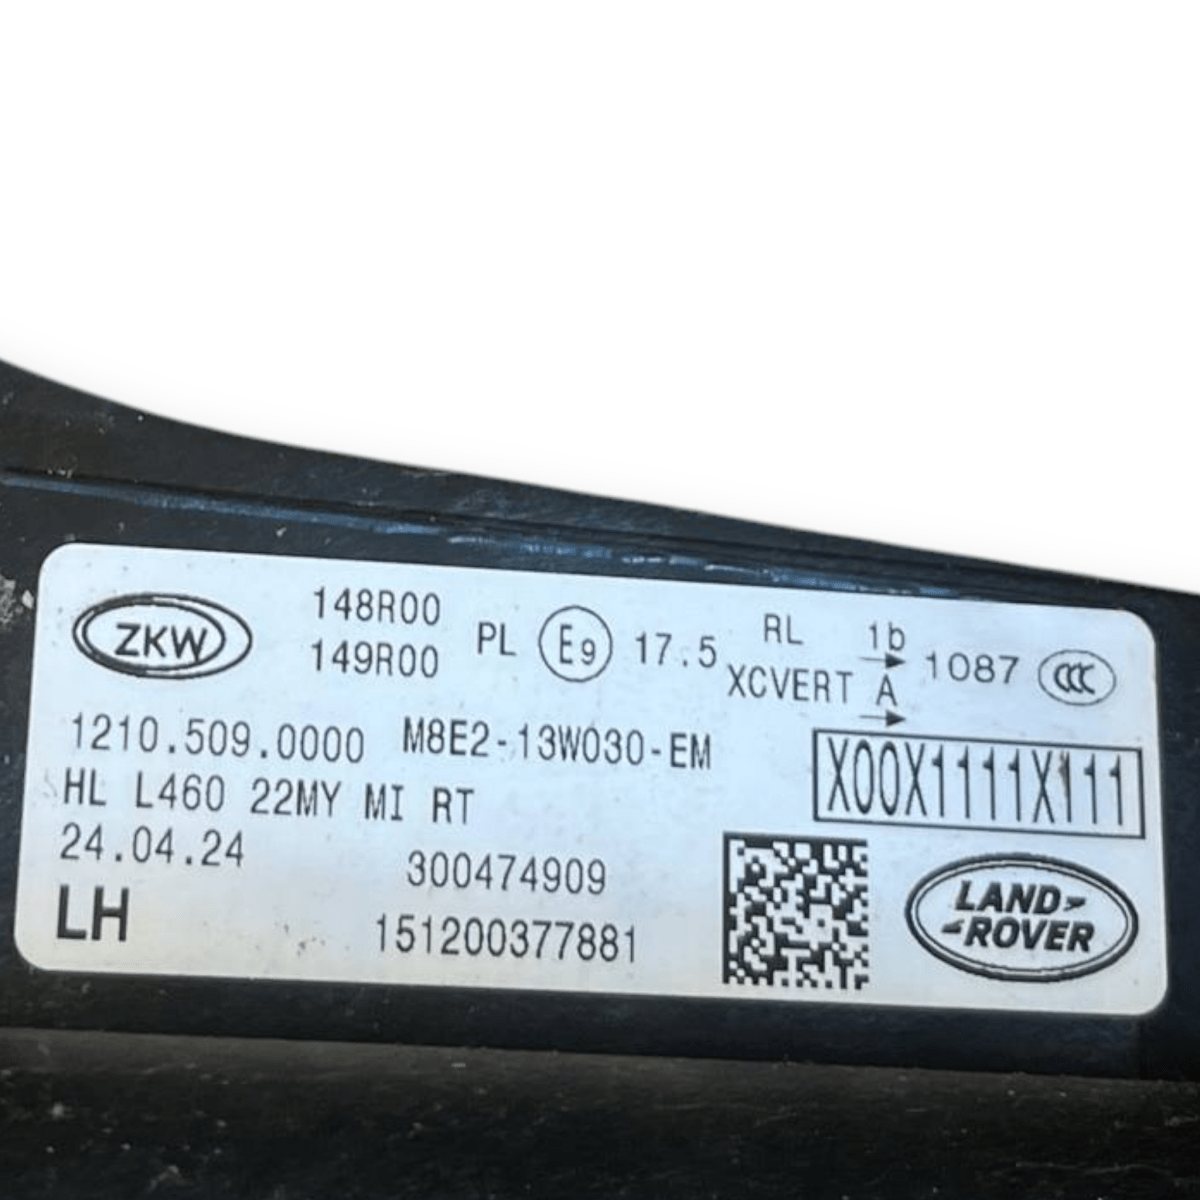 ZKW
148R00
149R00
PL E9 17.5
RL
XCVERT
1b
A
1087 CCC
1210.509.0000 M8E2-13W030-EM
X00X1111X111
HL L460 22MY MI RT
24.04.24
300474909
LH
151200377881
LAND
ROVER